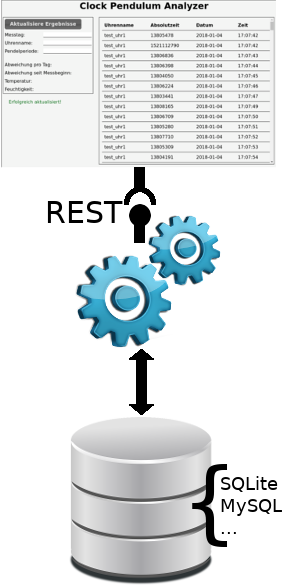 Clock Pendulum Analyzer
Aktualisiere Ergebnisse
Messtag:
Uhrenname:
Pendelperiode:
Abweichung pro Tag:
Abweichung seit Messbeginn:
Temperatur:
Feuchtigkeit:
Erfolgreich aktualisiert!
Uhrenname Absolutzeit Datum Zeit
test_uhr1 13805478 2018-01-04 17:07:42
test_uhr1 1521112790 2018-01-04 17:07:42
test_uhr1 13806836 2018-01-04 17:07:43
test_uhr1 13806398 2018-01-04 17:07:44
test_uhr1 13804050 2018-01-04 17:07:45
test_uhr1 13806224 2018-01-04 17:07:46
test_uhr1 13803441 2018-01-04 17:07:47
test_uhr1 13808165 2018-01-04 17:07:49
test_uhr1 13806709 2018-01-04 17:07:50
test_uhr1 13805280 2018-01-04 17:07:51
test_uhr1 13807710 2018-01-04 17:07:52
test_uhr1 13805309 2018-01-04 17:07:53
test_uhr1 13804191 2018-01-04 17:07:54
REST
SQLite
MySQL
...